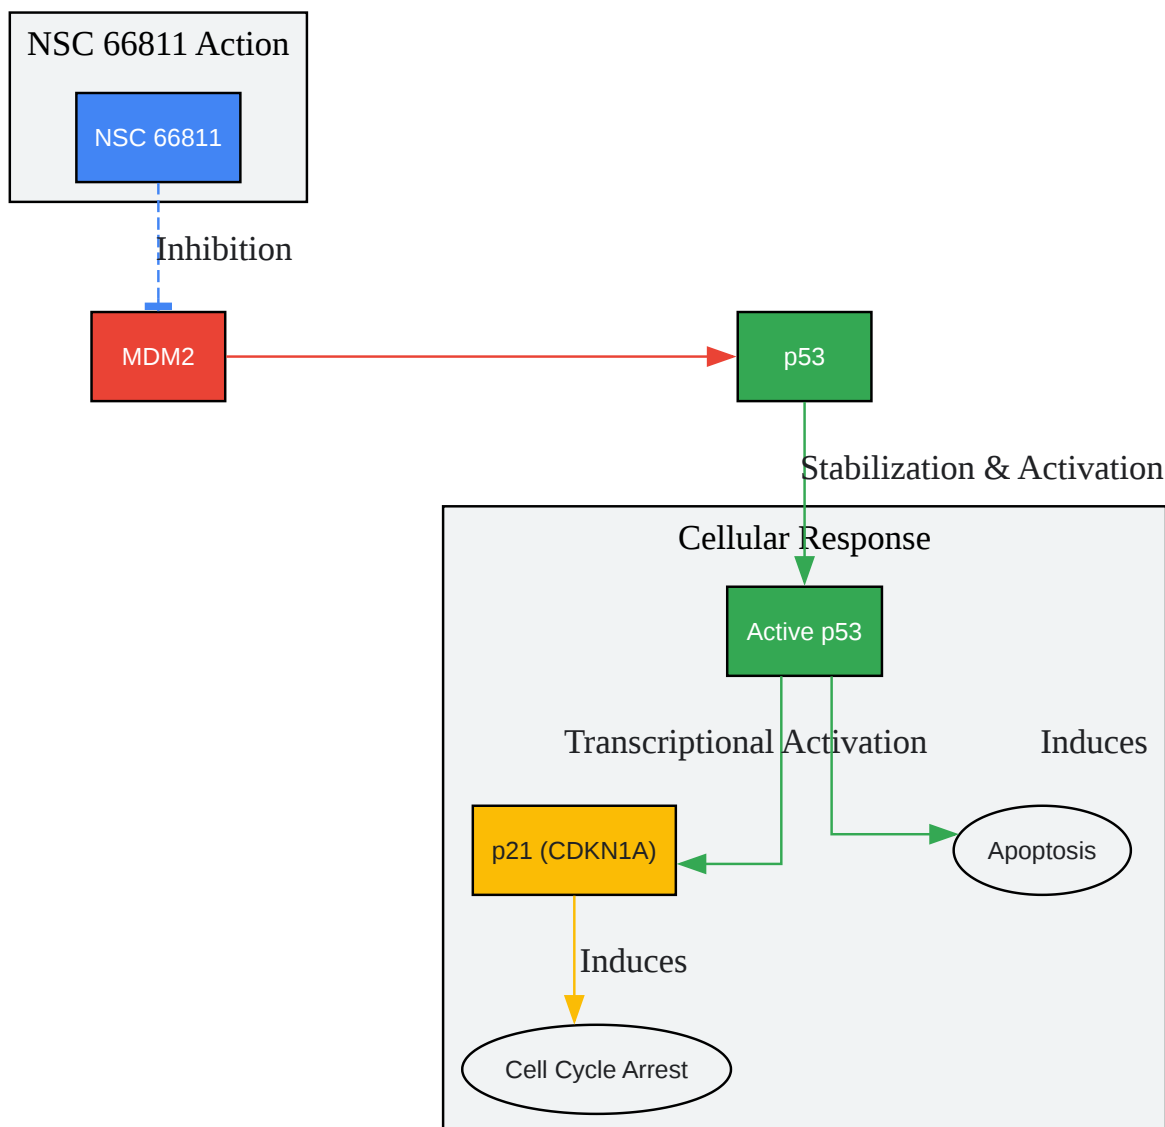 NSC 66811 Action
NSC 66811
Inhibition
MDM2
p53
Stabilization & Activation
Cellular Response
Active p53
Transcriptional Activation
Induces
p21 (CDKN1A)
Apoptosis
Induces
Cell Cycle Arrest